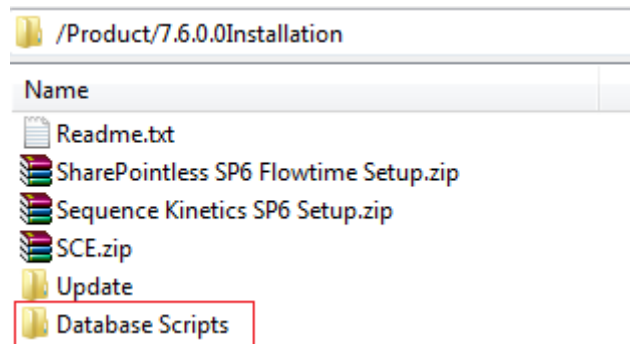 /Product/7.6.0.0Installation
Name
Readme.txt
SharePointless SP6 Flowtime Setup.zip
Sequence Kinetics SP6 Setup.zip
SCE.zip
Update
Database Scripts